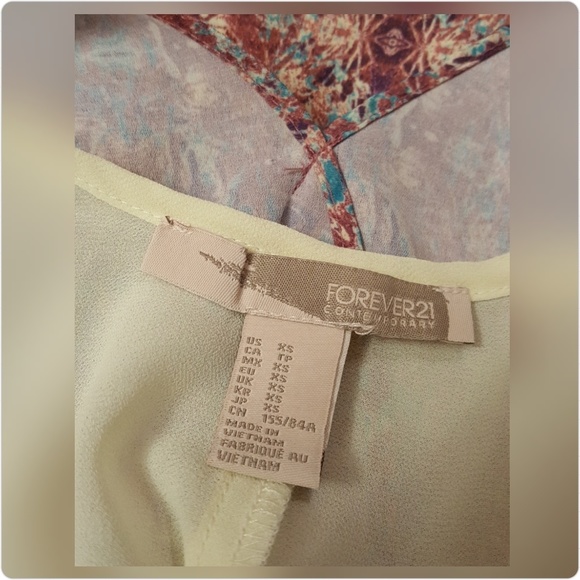 FOREVER21
CONTEMPORARY
US XS
CA TP
MX XS
EU XS
UK XS
KR XS
JP XS
CN 155/84A
MADE IN
VIETNAM
FABRIQUÉ AU
VIETNAM